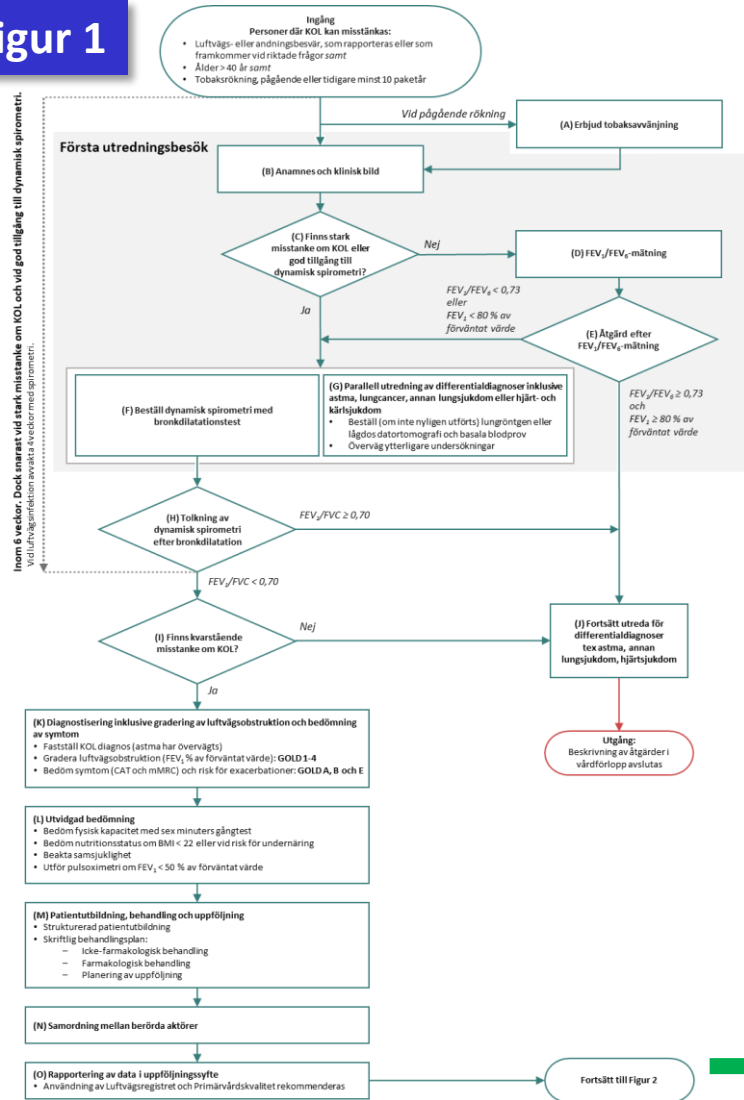 igur 1
Ingång
Personer där KOL kan misstänkas:
• Luftvägs- eller andningsbesvär, som rapporteras eller som
framkommer vid riktade frågor samt
• Ålder > 40 år samt
• Tobaksrökning, pågående eller tidigare minst 10 paketår
Vid pågående rökning
(A) Erbjud tobaksavvänjning
Inom 6 veckor. Dock snarast vid stark misstanke om KOL och vid god tillgång till dynamisk spirometri.
Vid luftvägsinfektion avvakta 4 veckor med spirometri.
Första utredningsbesök
(B) Anamnes och klinisk bild
(C) Finns stark
misstanke om KOL eller
god tillgång till
dynamisk spirometri?
Nej
(D) FEV₁/FEV₆-mätning
Ja
FEV₁/FEV₆ < 0,73
eller
FEV₁ < 80 % av
förväntat värde
(E) Åtgärd efter
FEV₁/FEV₆-mätning
(F) Beställ dynamisk spirometri med
bronkdilatationstest
(G) Parallell utredning av differentialdiagnoser inklusive
astma, lungcancer, annan lungsjukdom eller hjärt- och
kärlsjukdom
• Beställ (om inte nyligen utförts) lungröntgen eller
lågdos datortomografi och basala blodprov
• Överväg ytterligare undersökningar
FEV₁/FEV₆ ≥ 0,73
och
FEV₁ ≥ 80 % av
förväntat värde
(H) Tolkning av
dynamisk spirometri
efter bronkdilatation
FEV₁/FVC ≥ 0,70
FEV₁/FVC < 0,70
(I) Finns kvarstående
misstanke om KOL?
Nej
Ja
(J) Fortsätt utreda för
differentialdiagnoser
tex astma, annan
lungsjukdom, hjärtsjukdom
Utgång:
Beskrivning av åtgärder i
vårdförlopp avslutas
(K) Diagnostisering inklusive gradering av luftvägsobstruktion och bedömning
av symtom
• Fastställ KOL diagnos (astma har övervägts)
• Gradera luftvägsobstruktion (FEV₁ % av förväntat värde): GOLD 1-4
• Bedöm symtom (CAT och mMRC) och risk för exacerbationer: GOLD A, B och E
(L) Utvidgad bedömning
• Bedöm fysisk kapacitet med sex minuters gångtest
• Bedöm nutritionsstatus om BMI < 22 eller vid risk för undernäring
• Beakta samsjuklighet
• Utför pulsoximetri om FEV₁ < 50 % av förväntat värde
(M) Patientutbildning, behandling och uppföljning
• Strukturerad patientutbildning
• Skriftlig behandlingsplan:
– Icke-farmakologisk behandling
– Farmakologisk behandling
– Planering av uppföljning
(N) Samordning mellan berörda aktörer
(O) Rapportering av data i uppföljningssyfte
• Användning av Luftvägsregistret och Primärvårdskvalitet rekommenderas
Fortsätt till Figur 2